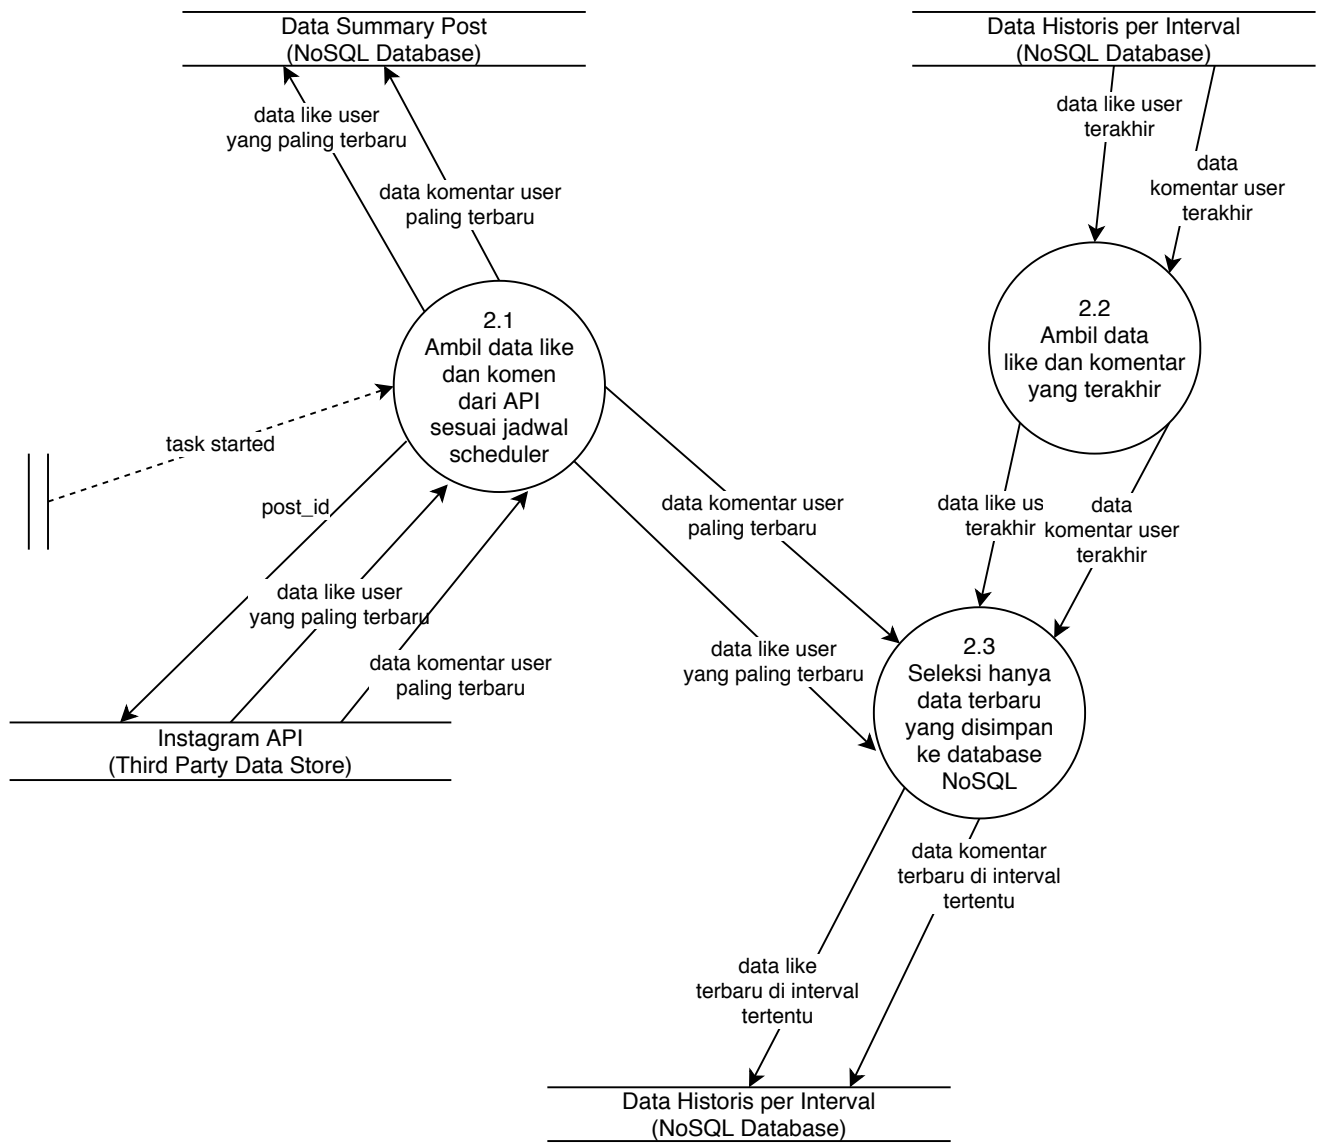 Data Summary Post
(NoSQL Database)
Data Historis per Interval
(NoSQL Database)
data like user
yang paling terbaru
data komentar user
paling terbaru
data like user
terakhir
data
komentar user
terakhir
2.1
Ambil data like
dan komen
dari API
sesuai jadwal
scheduler
2.2
Ambil data
like dan komentar
yang terakhir
task started
post_id
data like user
yang paling terbaru
data komentar user
paling terbaru
Instagram API
(Third Party Data Store)
data komentar user
paling terbaru
data like user
yang paling terbaru
data like us
terakhir
data
komentar user
terakhir
2.3
Seleksi hanya
data terbaru
yang disimpan
ke database
NoSQL
data komentar
terbaru di interval
tertentu
data like
terbaru di interval
tertentu
Data Historis per Interval
(NoSQL Database)